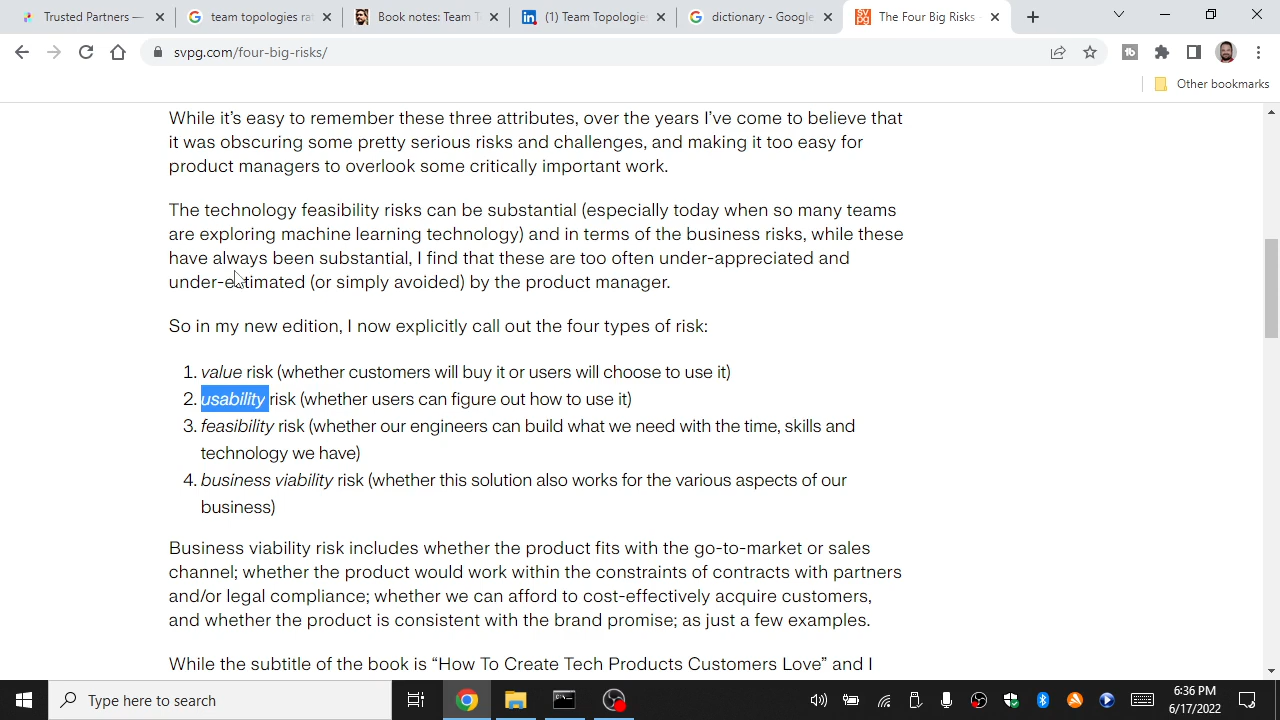 Trusted Partners —
team topologies rat
Book notes: Team T
(1) Team Topologies
dictionary - Google
The Four Big Risks
svpg.com/four-big-risks/
Other bookmarks
While it’s easy to remember these three attributes, over the years I’ve come to believe that
it was obscuring some pretty serious risks and challenges, and making it too easy for
product managers to overlook some critically important work.
The technology feasibility risks can be substantial (especially today when so many teams
are exploring machine learning technology) and in terms of the business risks, while these
have always been substantial, I find that these are too often under-appreciated and
under-estimated (or simply avoided) by the product manager.
So in my new edition, I now explicitly call out the four types of risk:
1. value risk (whether customers will buy it or users will choose to use it)
2. usability risk (whether users can figure out how to use it)
3. feasibility risk (whether our engineers can build what we need with the time, skills and
technology we have)
4. business viability risk (whether this solution also works for the various aspects of our
business)
Business viability risk includes whether the product fits with the go-to-market or sales
channel; whether the product would work within the constraints of contracts with partners
and/or legal compliance; whether we can afford to cost-effectively acquire customers,
and whether the product is consistent with the brand promise; as just a few examples.
While the subtitle of the book is “How To Create Tech Products Customers Love” and I
Type here to search
6:36 PM
6/17/2022